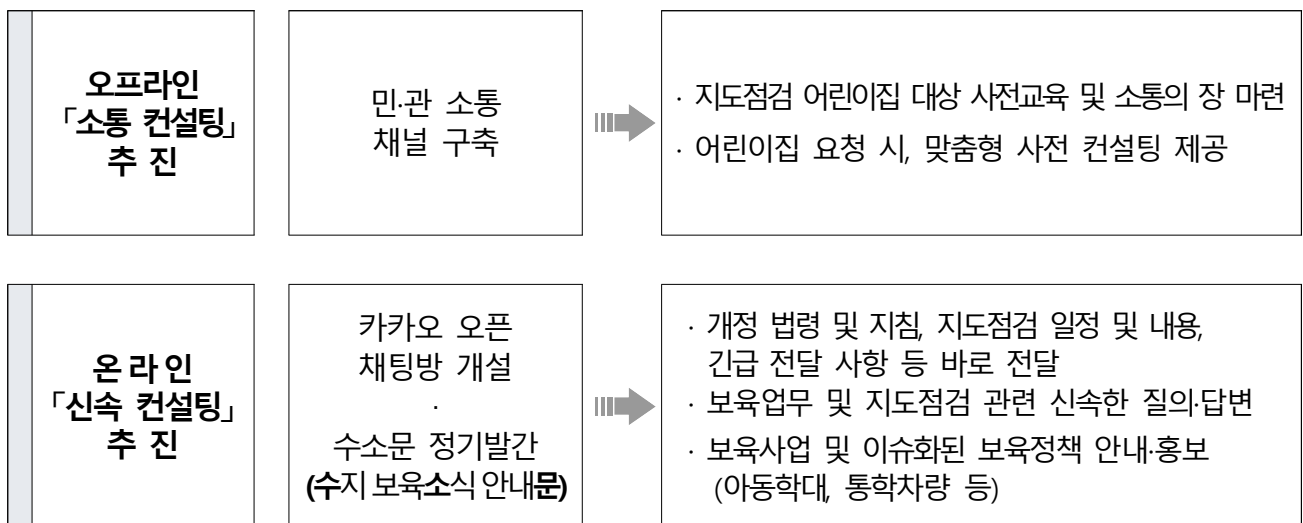 오프라인
「소통 컨설팅」
추 진
민·관 소통
채널 구축
· 지도점검 어린이집 대상 사전교육 및 소통의 장 마련
· 어린이집 요청 시, 맞춤형 사전 컨설팅 제공
온 라 인
「신속 컨설팅」
추 진
카카오 오픈
채팅방 개설
·
수소문 정기발간
(수지 보육소식 안내문)
· 개정 법령 및 지침, 지도점검 일정 및 내용,
긴급 전달 사항 등 바로 전달
· 보육업무 및 지도점검 관련 신속한 질의·답변
· 보육사업 및 이슈화된 보육정책 안내·홍보
(아동학대, 통학차량 등)